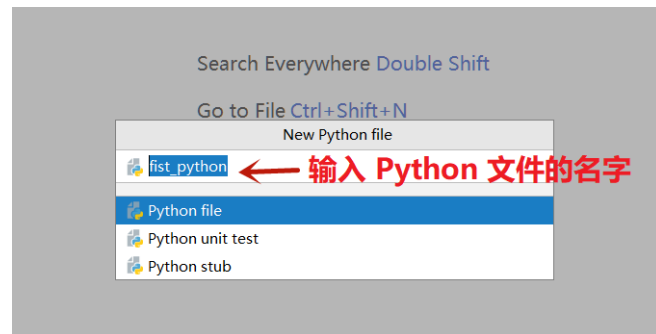 Search Everywhere Double Shift
Go to File Ctrl+Shift+N
New Python file
fist_python
输入 Python 文件的名字
Python file
Python unit test
Python stub